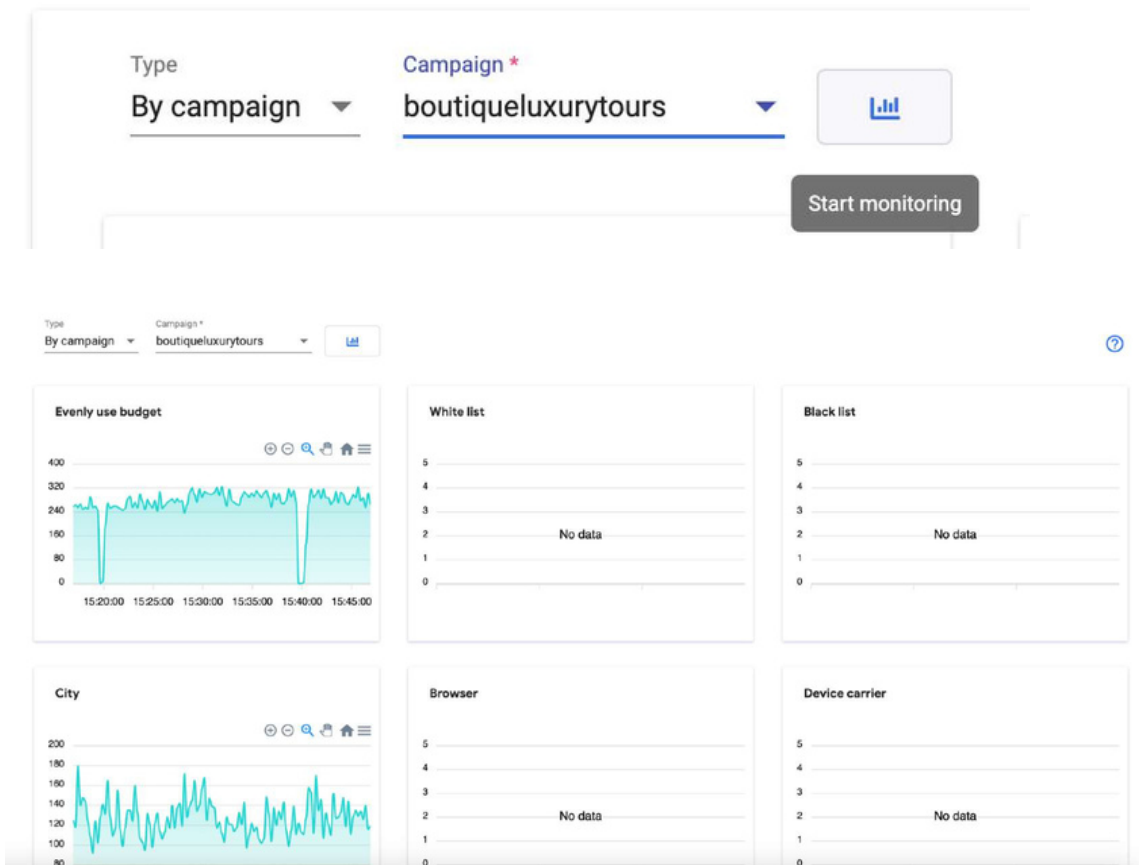 Type
Campaign *
By campaign
boutiqueluxurytours
Start monitoring
Type
Campaign *
By campaign
boutiqueluxurytours
Evenly use budget
400
320
240
160
80
0
15:20:00 15:25:00 15:30:00 15:35:00 15:40:00 15:45:00
White list
5
4
3
2
1
0
No data
Black list
5
4
3
2
1
0
No data
City
200
180
160
140
120
100
80
Browser
5
4
3
2
1
0
No data
Device carrier
5
4
3
2
1
0
No data